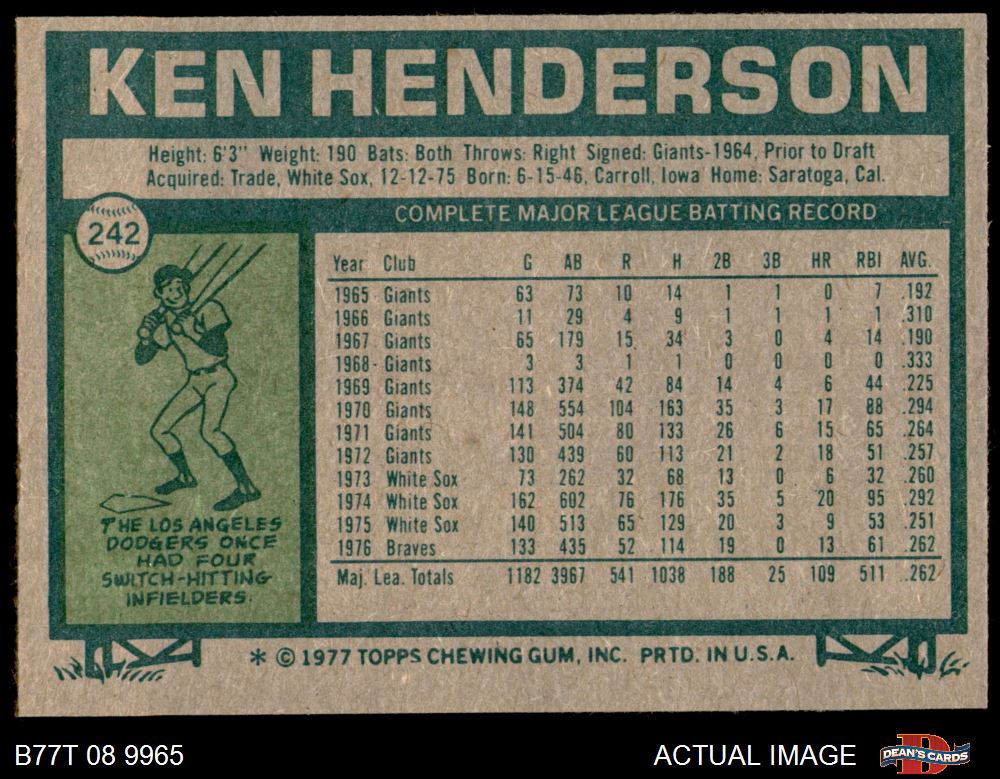 KEN HENDERSON
Height: 6'3" Weight: 190 Bats: Both Throws: Right Signed: Giants-1964, Prior to Draft
Acquired: Trade, White Sox, 12-12-75 Born: 6-15-46, Carroll, Iowa Home: Saratoga, Cal.
242
COMPLETE MAJOR LEAGUE BATTING RECORD
Year Club G AB R H 2B 3B HR RBI AVG.
1965 Giants 63 73 10 14 1 1 0 7 .192
1966 Giants 11 29 4 9 1 1 1 1 .310
1967 Giants 65 179 15 34 3 0 4 14 .190
1968 Giants 3 3 1 1 0 0 0 0 .333
1969 Giants 113 374 42 84 14 4 6 44 .225
1970 Giants 148 554 104 163 35 3 17 88 .294
1971 Giants 141 504 80 133 26 6 15 65 .264
1972 Giants 130 439 60 113 21 2 18 51 .257
1973 White Sox 73 262 32 68 13 0 6 32 .260
1974 White Sox 162 602 76 176 35 5 20 95 .292
1975 White Sox 140 513 65 129 20 3 9 53 .251
1976 Braves 133 435 52 114 19 0 13 61 .262
Maj. Lea. Totals 1182 3967 541 1038 188 25 109 511 .262
THE LOS ANGELES
DODGERS ONCE
HAD FOUR
SWITCH-HITTING
INFIELDERS.
* © 1977 TOPPS CHEWING GUM, INC. PRTD. IN U.S.A.
B77T 08 9965
ACTUAL IMAGE
DEAN'S CARDS